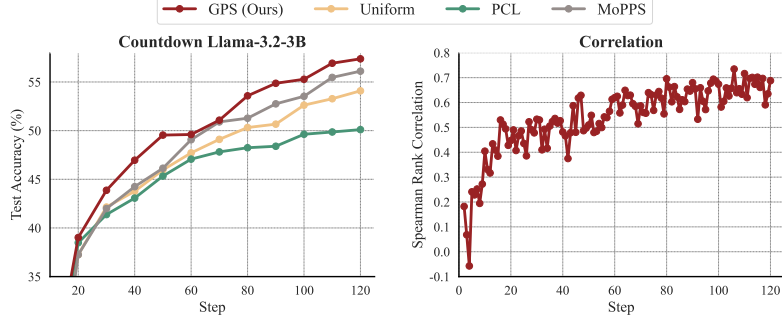 GPS (Ours) Uniform PCL MoPPS
Countdown Llama-3.2-3B
Test Accuracy (%)
55
50
45
40
35
20 40 60 80 100 120
Step
Correlation
Spearman Rank Correlation
0.8
0.7
0.6
0.5
0.4
0.3
0.2
0.1
0.0
-0.1
0 20 40 60 80 100 120
Step